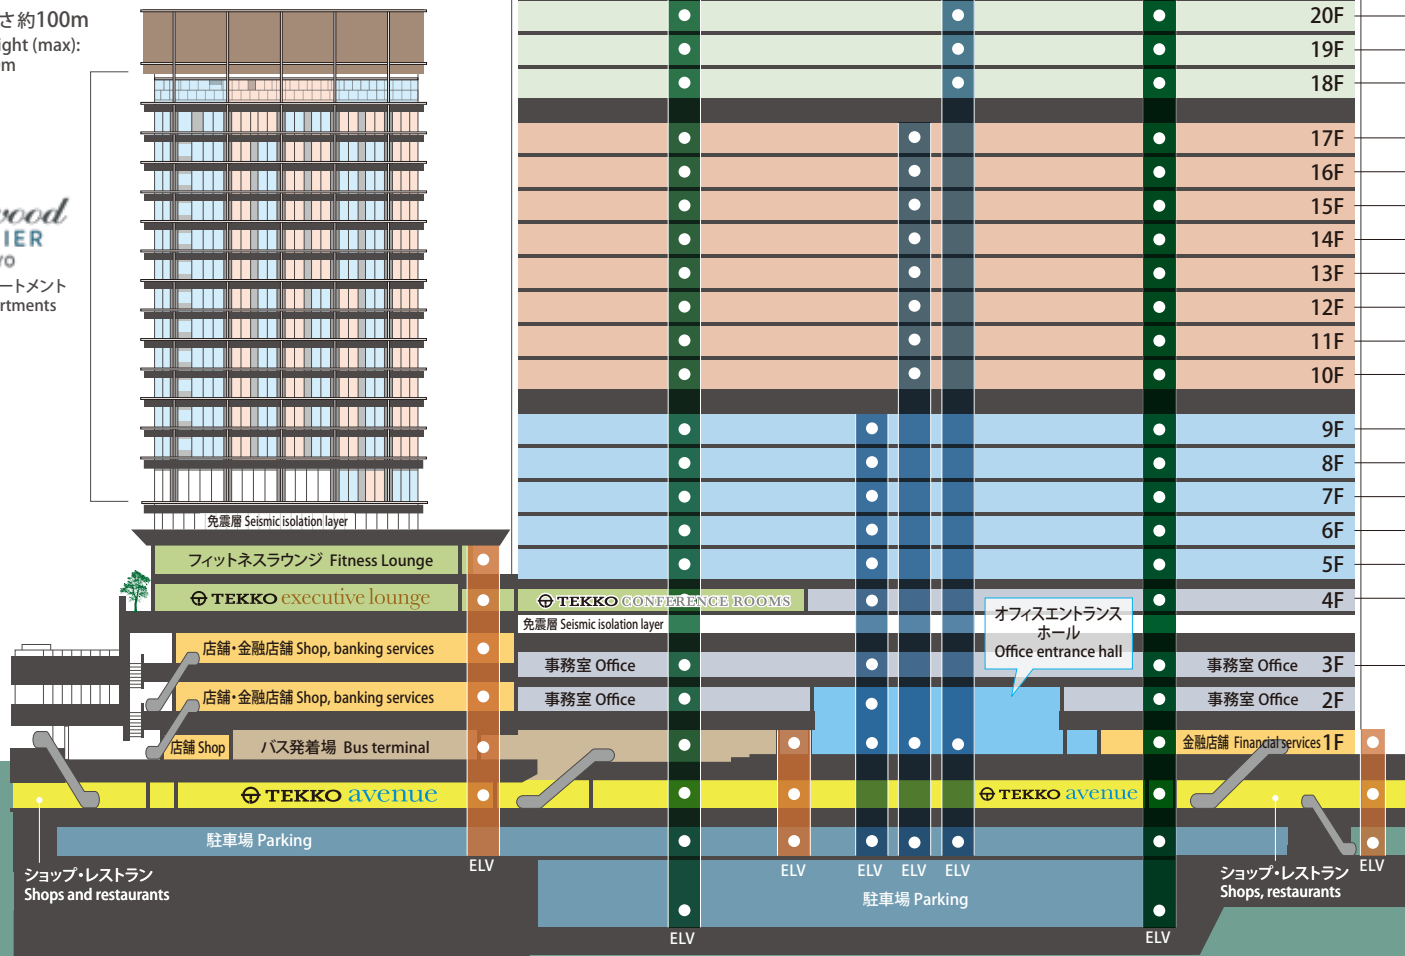 さ 約100m
ight (max):
m
wood
IER
YO
ートメント
rtments
20F
19F
18F
17F
16F
15F
14F
13F
12F
11F
10F
9F
8F
7F
6F
5F
免震層 Seismic isolation layer
フィットネスラウンジ Fitness Lounge
TEKKO executive lounge
TEKKO CONFERENCE ROOMS
4F
免震層 Seismic isolation layer
オフィスエントランス
ホール
Office entrance hall
店舗・金融店舗 Shop, banking services
事務室 Office
事務室 Office
3F
店舗・金融店舗 Shop, banking services
事務室 Office
事務室 Office
2F
店舗 Shop
バス発着場 Bus terminal
金融店舗 Financial services
1F
TEKKO avenue
TEKKO avenue
駐車場 Parking
ショップ・レストラン
Shops and restaurants
ELV
ELV
ELV
ELV
ELV
ショップ・レストラン
Shops, restaurants
ELV
駐車場 Parking
ELV
ELV